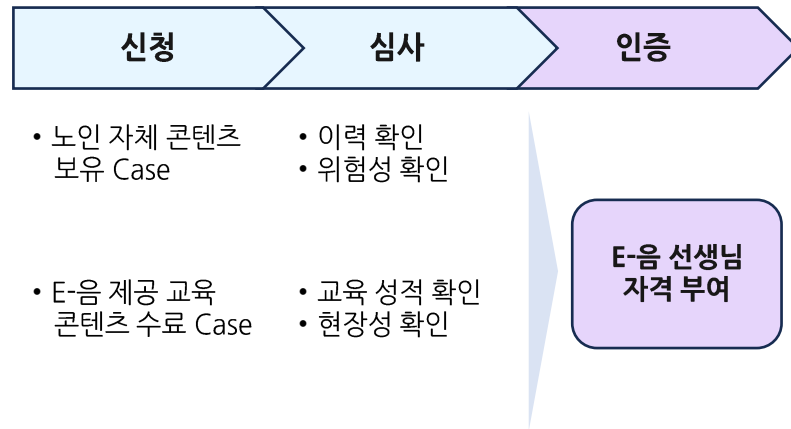 신청
심사
인증
• 노인 자체 콘텐츠
보유 Case
• 이력 확인
• 위험성 확인
• E-음 제공 교육
콘텐츠 수료 Case
• 교육 성적 확인
• 현장성 확인
E-음 선생님
자격 부여